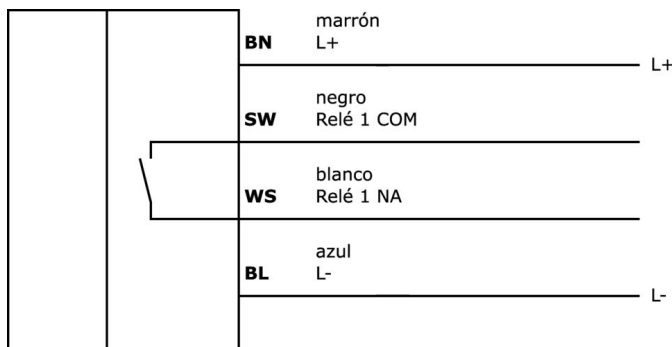 marrón
BN L+
L+
negro
SW Relé 1 COM
blanco
WS Relé 1 NA
azul
BL L-
L-